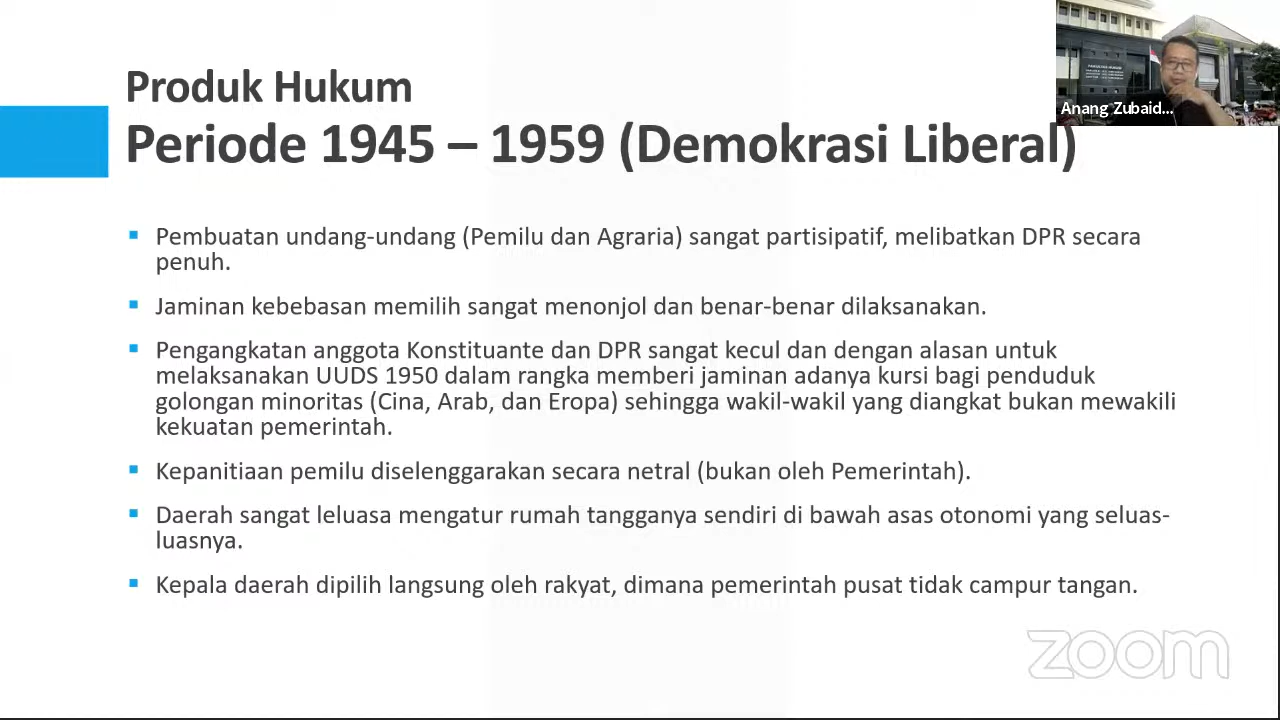 Produk Hukum
Periode 1945 – 1959 (Demokrasi Liberal)
Anang Zubaid...
Pembuatan undang-undang (Pemilu dan Agraria) sangat partisipatif, melibatkan DPR secara
penuh.
Jaminan kebebasan memilih sangat menonjol dan benar-benar dilaksanakan.
Pengangkatan anggota Konstituante dan DPR sangat kecul dan dengan alasan untuk
melaksanakan UUDS 1950 dalam rangka memberi jaminan adanya kursi bagi penduduk
golongan minoritas (Cina, Arab, dan Eropa) sehingga wakil-wakil yang diangkat bukan mewakili
kekuatan pemerintah.
Kepanitiaan pemilu diselenggarakan secara netral (bukan oleh Pemerintah).
Daerah sangat leluasa mengatur rumah tangganya sendiri di bawah asas otonomi yang seluas-
luasnya.
Kepala daerah dipilih langsung oleh rakyat, dimana pemerintah pusat tidak campur tangan.
zoom